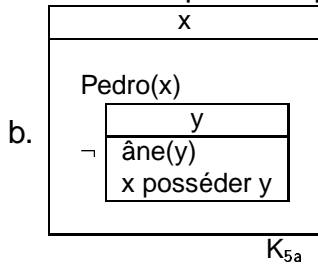 x
Pedro(x)
y
b.
¬ âne(y)
x posséder y
K5a